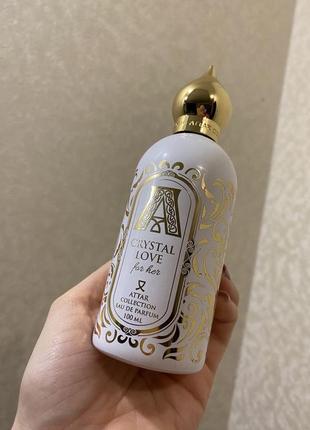 A
CRYSTAL
LOVE
for her
ATTAR
COLLECTION
EAU DE PARFUM
100 ML